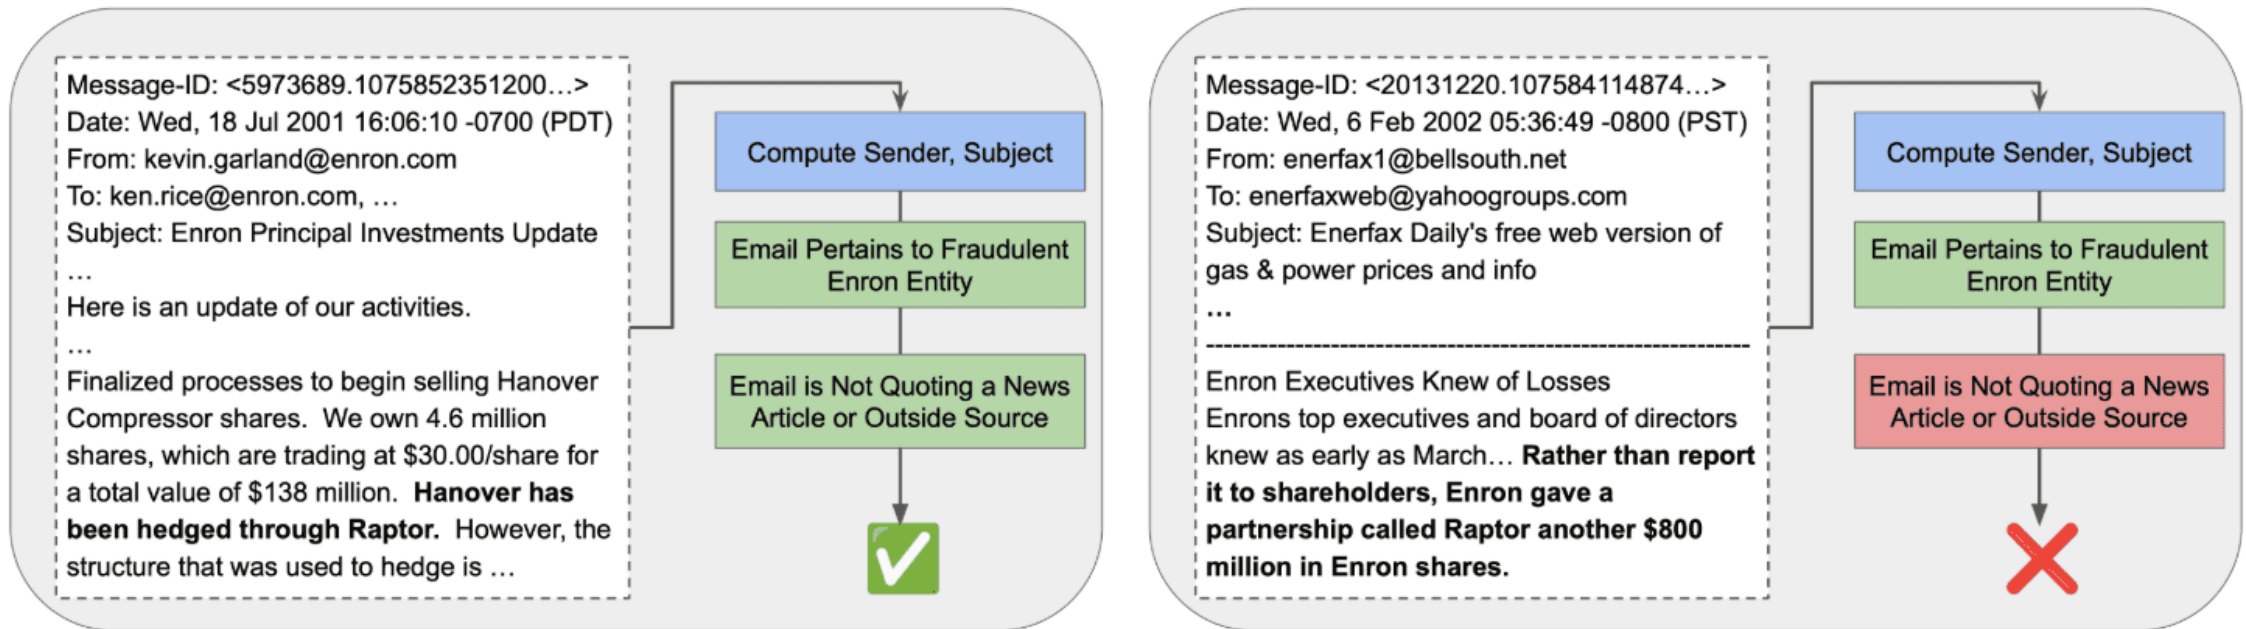 Message-ID: <5973689.1075852351200…>
Date: Wed, 18 Jul 2001 16:06:10 -0700 (PDT)
From: kevin.garland@enron.com
To: ken.rice@enron.com, …
Subject: Enron Principal Investments Update
…
Here is an update of our activities.
…
Finalized processes to begin selling Hanover
Compressor shares.  We own 4.6 million
shares, which are trading at $30.00/share for
a total value of $138 million.  Hanover has
been hedged through Raptor.  However, the
structure that was used to hedge is …
Compute Sender, Subject
Email Pertains to Fraudulent
Enron Entity
Email is Not Quoting a News
Article or Outside Source
Message-ID: <20131220.107584114874…>
Date: Wed, 6 Feb 2002 05:36:49 -0800 (PST)
From: enerfax1@bellsouth.net
To: enerfaxweb@yahoogroups.com
Subject: Enerfax Daily's free web version of
gas & power prices and info
…
------------------------------------------------------------
Enron Executives Knew of Losses
Enrons top executives and board of directors
knew as early as March… Rather than report
it to shareholders, Enron gave a
partnership called Raptor another $800
million in Enron shares.
Compute Sender, Subject
Email Pertains to Fraudulent
Enron Entity
Email is Not Quoting a News
Article or Outside Source